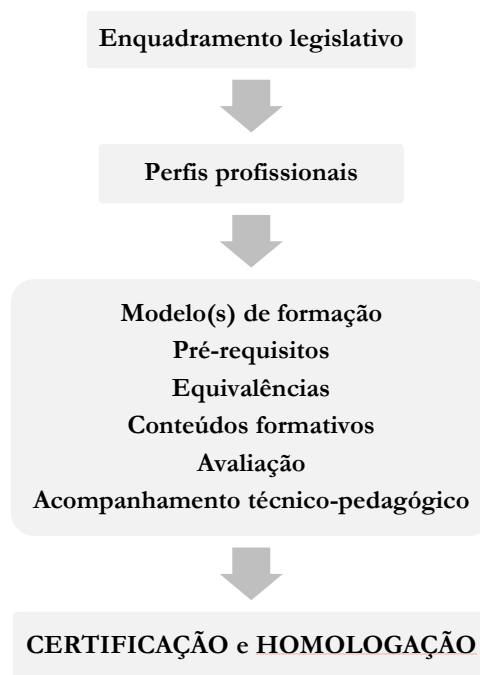 Enquadramento legislativo
Perfis profissionais
Modelo(s) de formação
Pré-requisitos
Equivalências
Conteúdos formativos
Avaliação
Acompanhamento técnico-pedagógico
CERTIFICAÇÃO e HOMOLOGAÇÃO